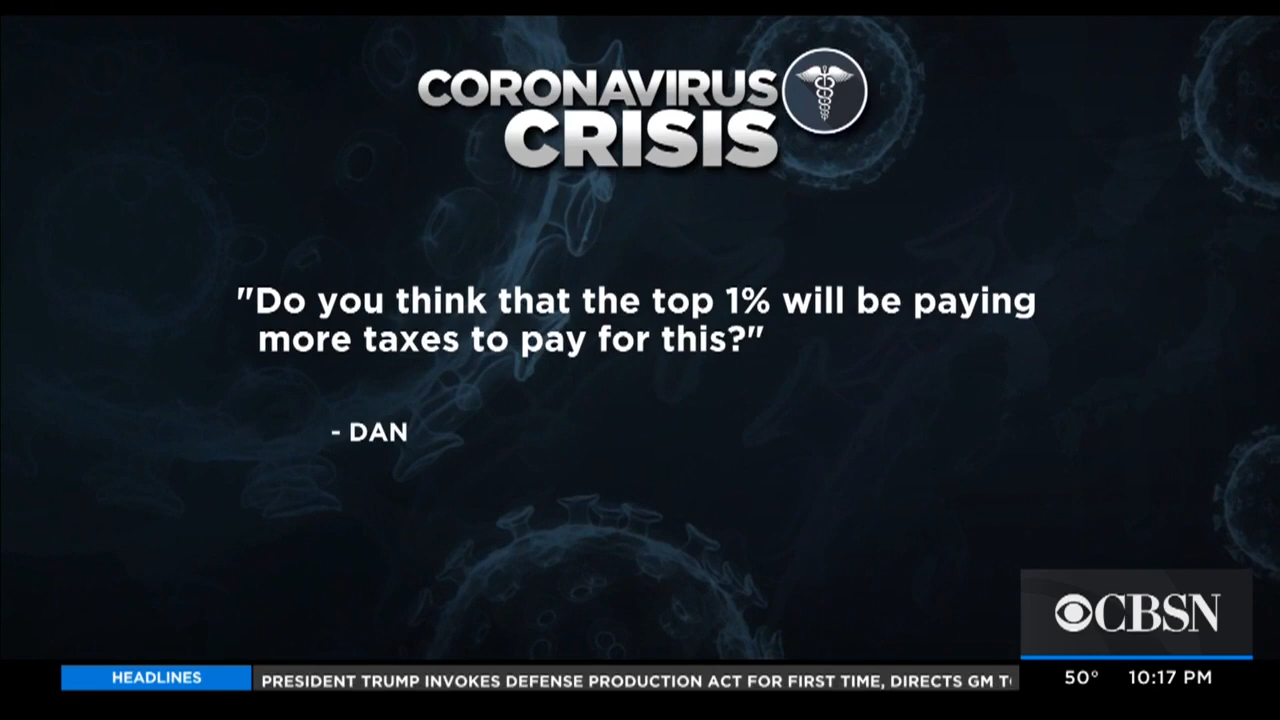 CORONAVIRUS
CRISIS
"Do you think that the top 1% will be paying
more taxes to pay for this?"
- DAN
CBSN
HEADLINES
PRESIDENT TRUMP INVOKES DEFENSE PRODUCTION ACT FOR FIRST TIME, DIRECTS GM
50° 10:17 PM